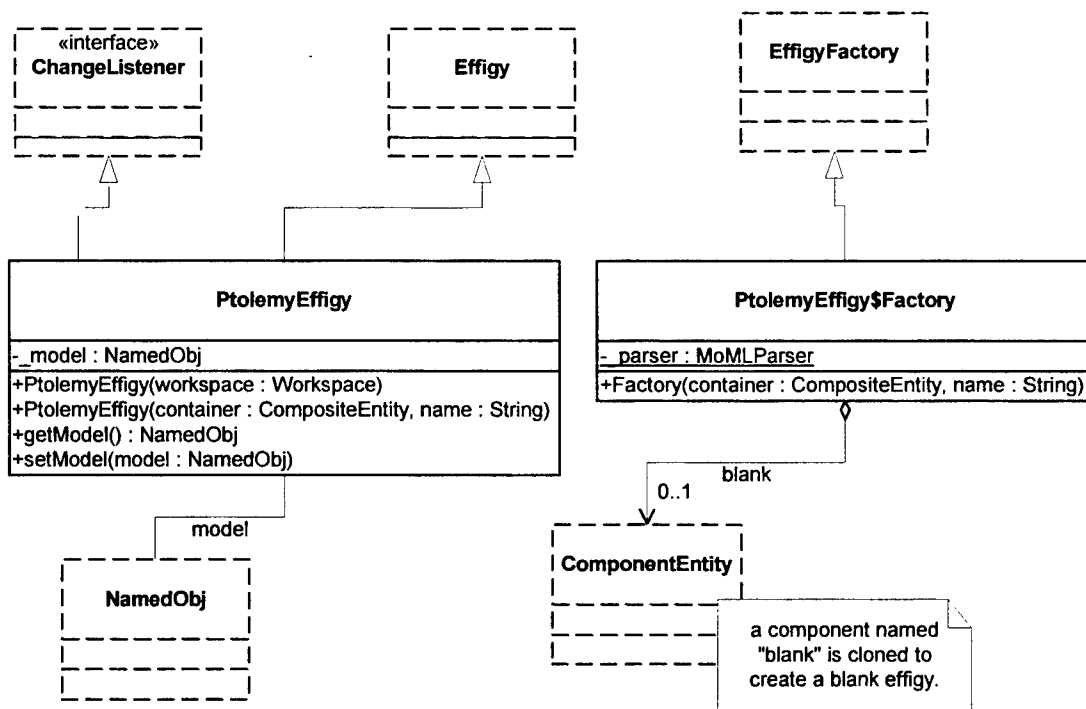 «interface»
ChangeListener
Effigy
EffigyFactory
PtolemyEffigy
-_model : NamedObj
+PtolemyEffigy(workspace : Workspace)
+PtolemyEffigy(container : CompositeEntity, name : String)
+getModel() : NamedObj
+setModel(model : NamedObj)
PtolemyEffigy$Factory
-_parser : MoMLParser
+Factory(container : CompositeEntity, name : String)
model
NamedObj
blank
0..1
ComponentEntity
a component named
"blank" is cloned to
create a blank effigy.